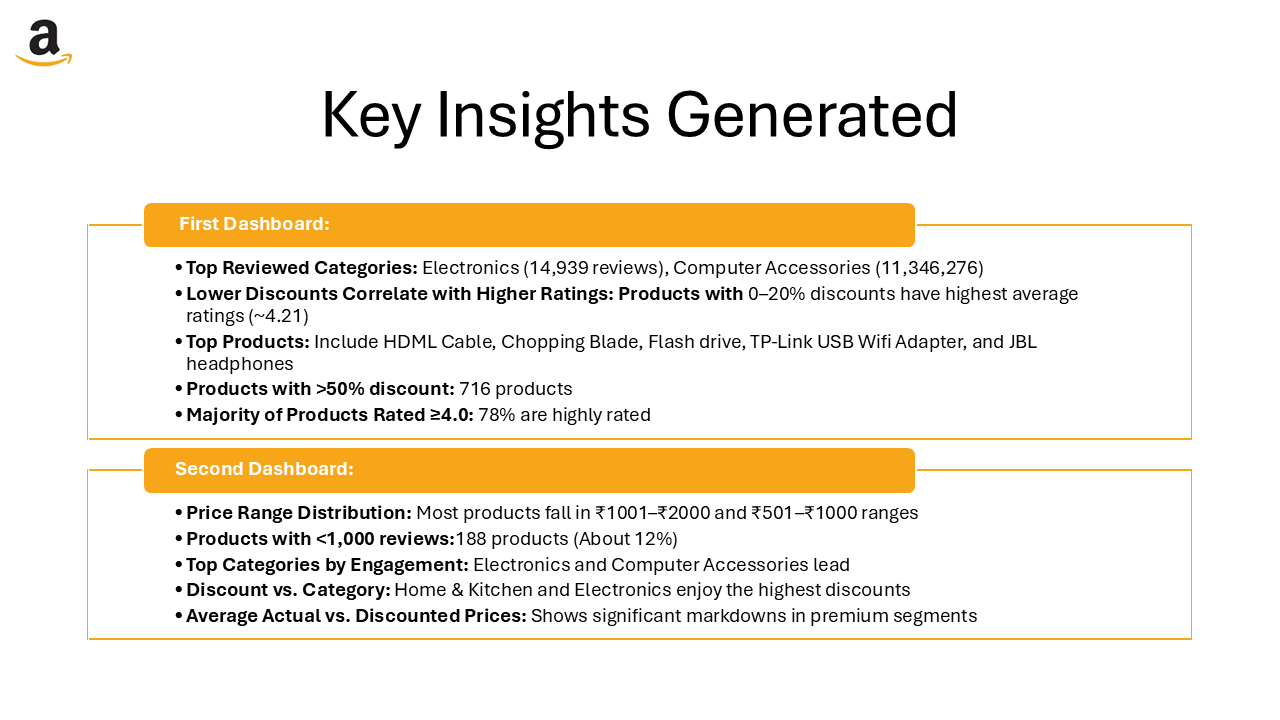 a
Key Insights Generated
First Dashboard:
•Top Reviewed Categories: Electronics (14,939 reviews), Computer Accessories (11,346,276)
•Lower Discounts Correlate with Higher Ratings: Products with 0–20% discounts have highest average
ratings (~4.21)
•Top Products: Include HDML Cable, Chopping Blade, Flash drive, TP-Link USB Wifi Adapter, and JBL
headphones
•Products with >50% discount: 716 products
•Majority of Products Rated ≥4.0: 78% are highly rated
Second Dashboard:
•Price Range Distribution: Most products fall in ₹1001–₹2000 and ₹501–₹1000 ranges
•Products with <1,000 reviews:188 products (About 12%)
•Top Categories by Engagement: Electronics and Computer Accessories lead
•Discount vs. Category: Home & Kitchen and Electronics enjoy the highest discounts
•Average Actual vs. Discounted Prices: Shows significant markdowns in premium segments